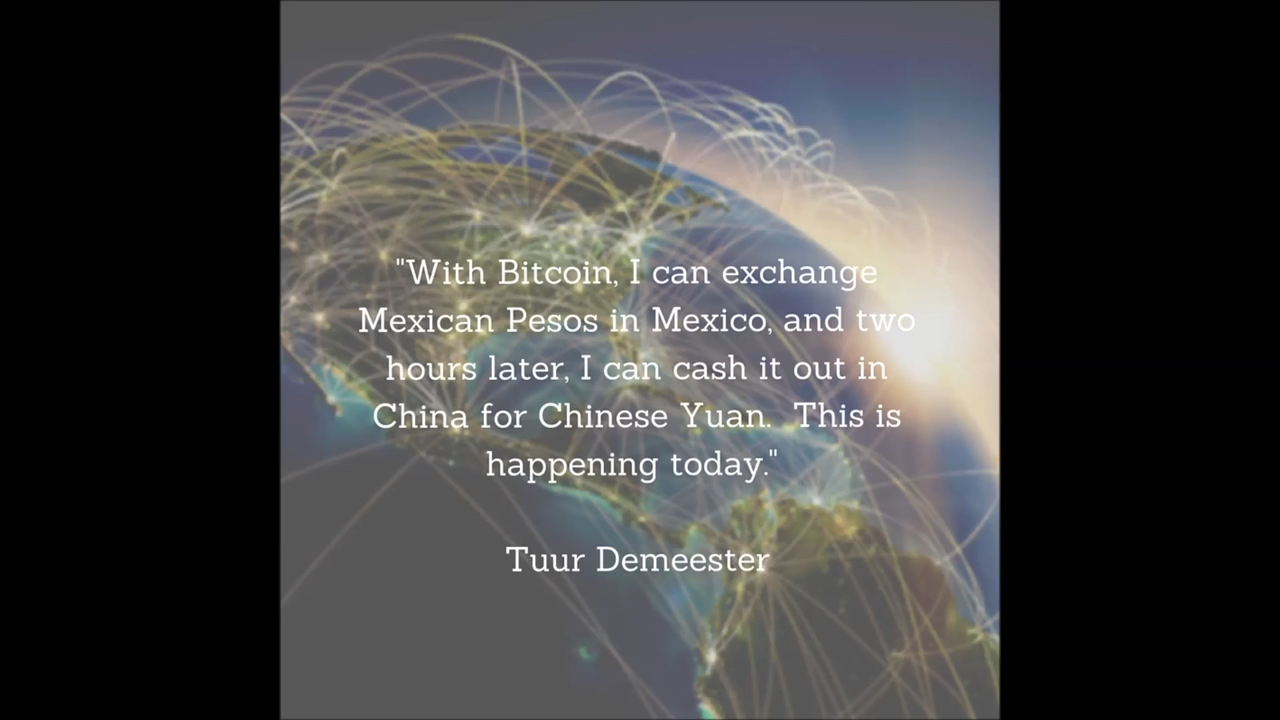 "With Bitcoin, I can exchange
Mexican Pesos in Mexico, and two
hours later, I can cash it out in
China for Chinese Yuan.  This is
happening today."
Tuur Demeester